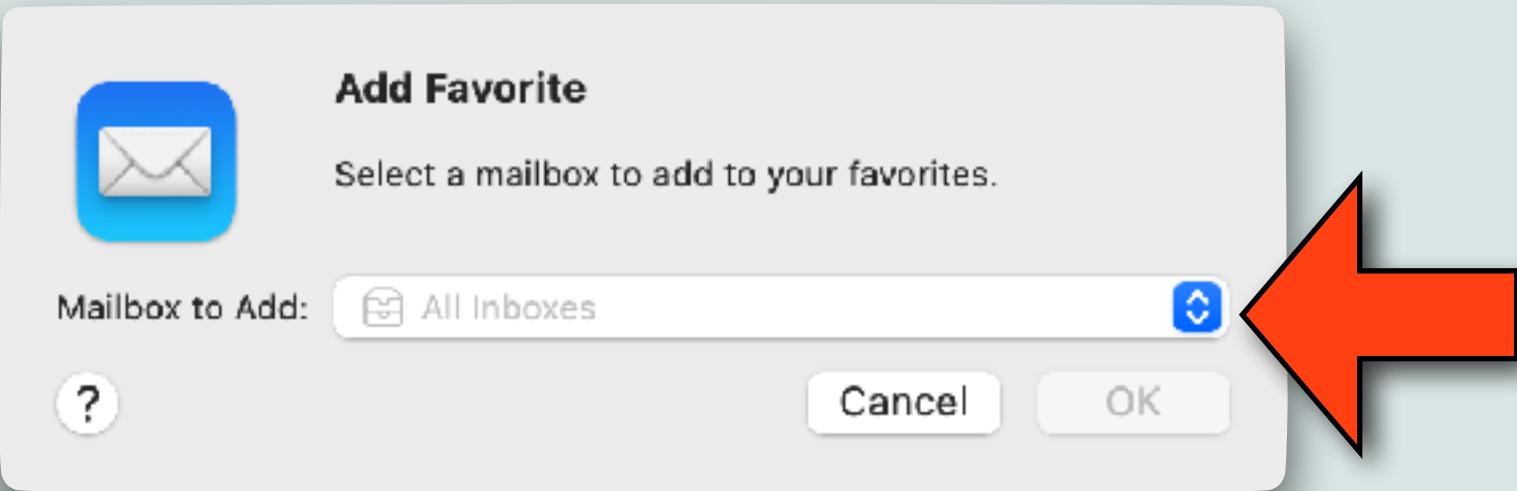 Add Favorite
Select a mailbox to add to your favorites.
Mailbox to Add: All Inboxes
? Cancel OK